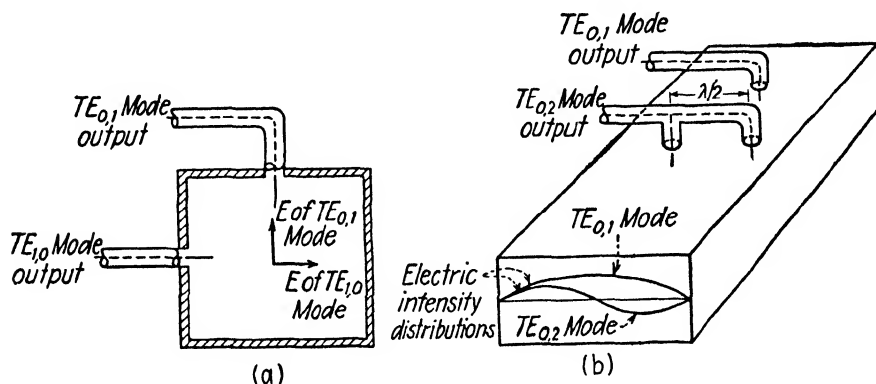 TE0,1 Mode
output
TE1,0 Mode
output
E of TE0,1
Mode
E of TE1,0
Mode
(a)
TE0,1 Mode
output
λ/2
TE0,2 Mode
output
TE0,1 Mode
Electric
intensity
distributions
TE0,2 Mode
(b)